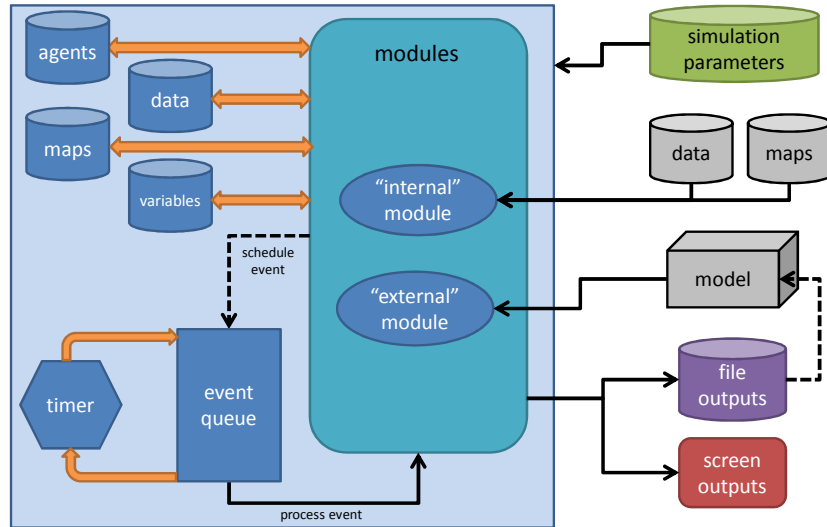 agents
modules
simulation
parameters
data
maps
data
maps
variables
“internal”
module
schedule
event
“external”
module
model
timer
event
queue
file
outputs
screen
outputs
process event